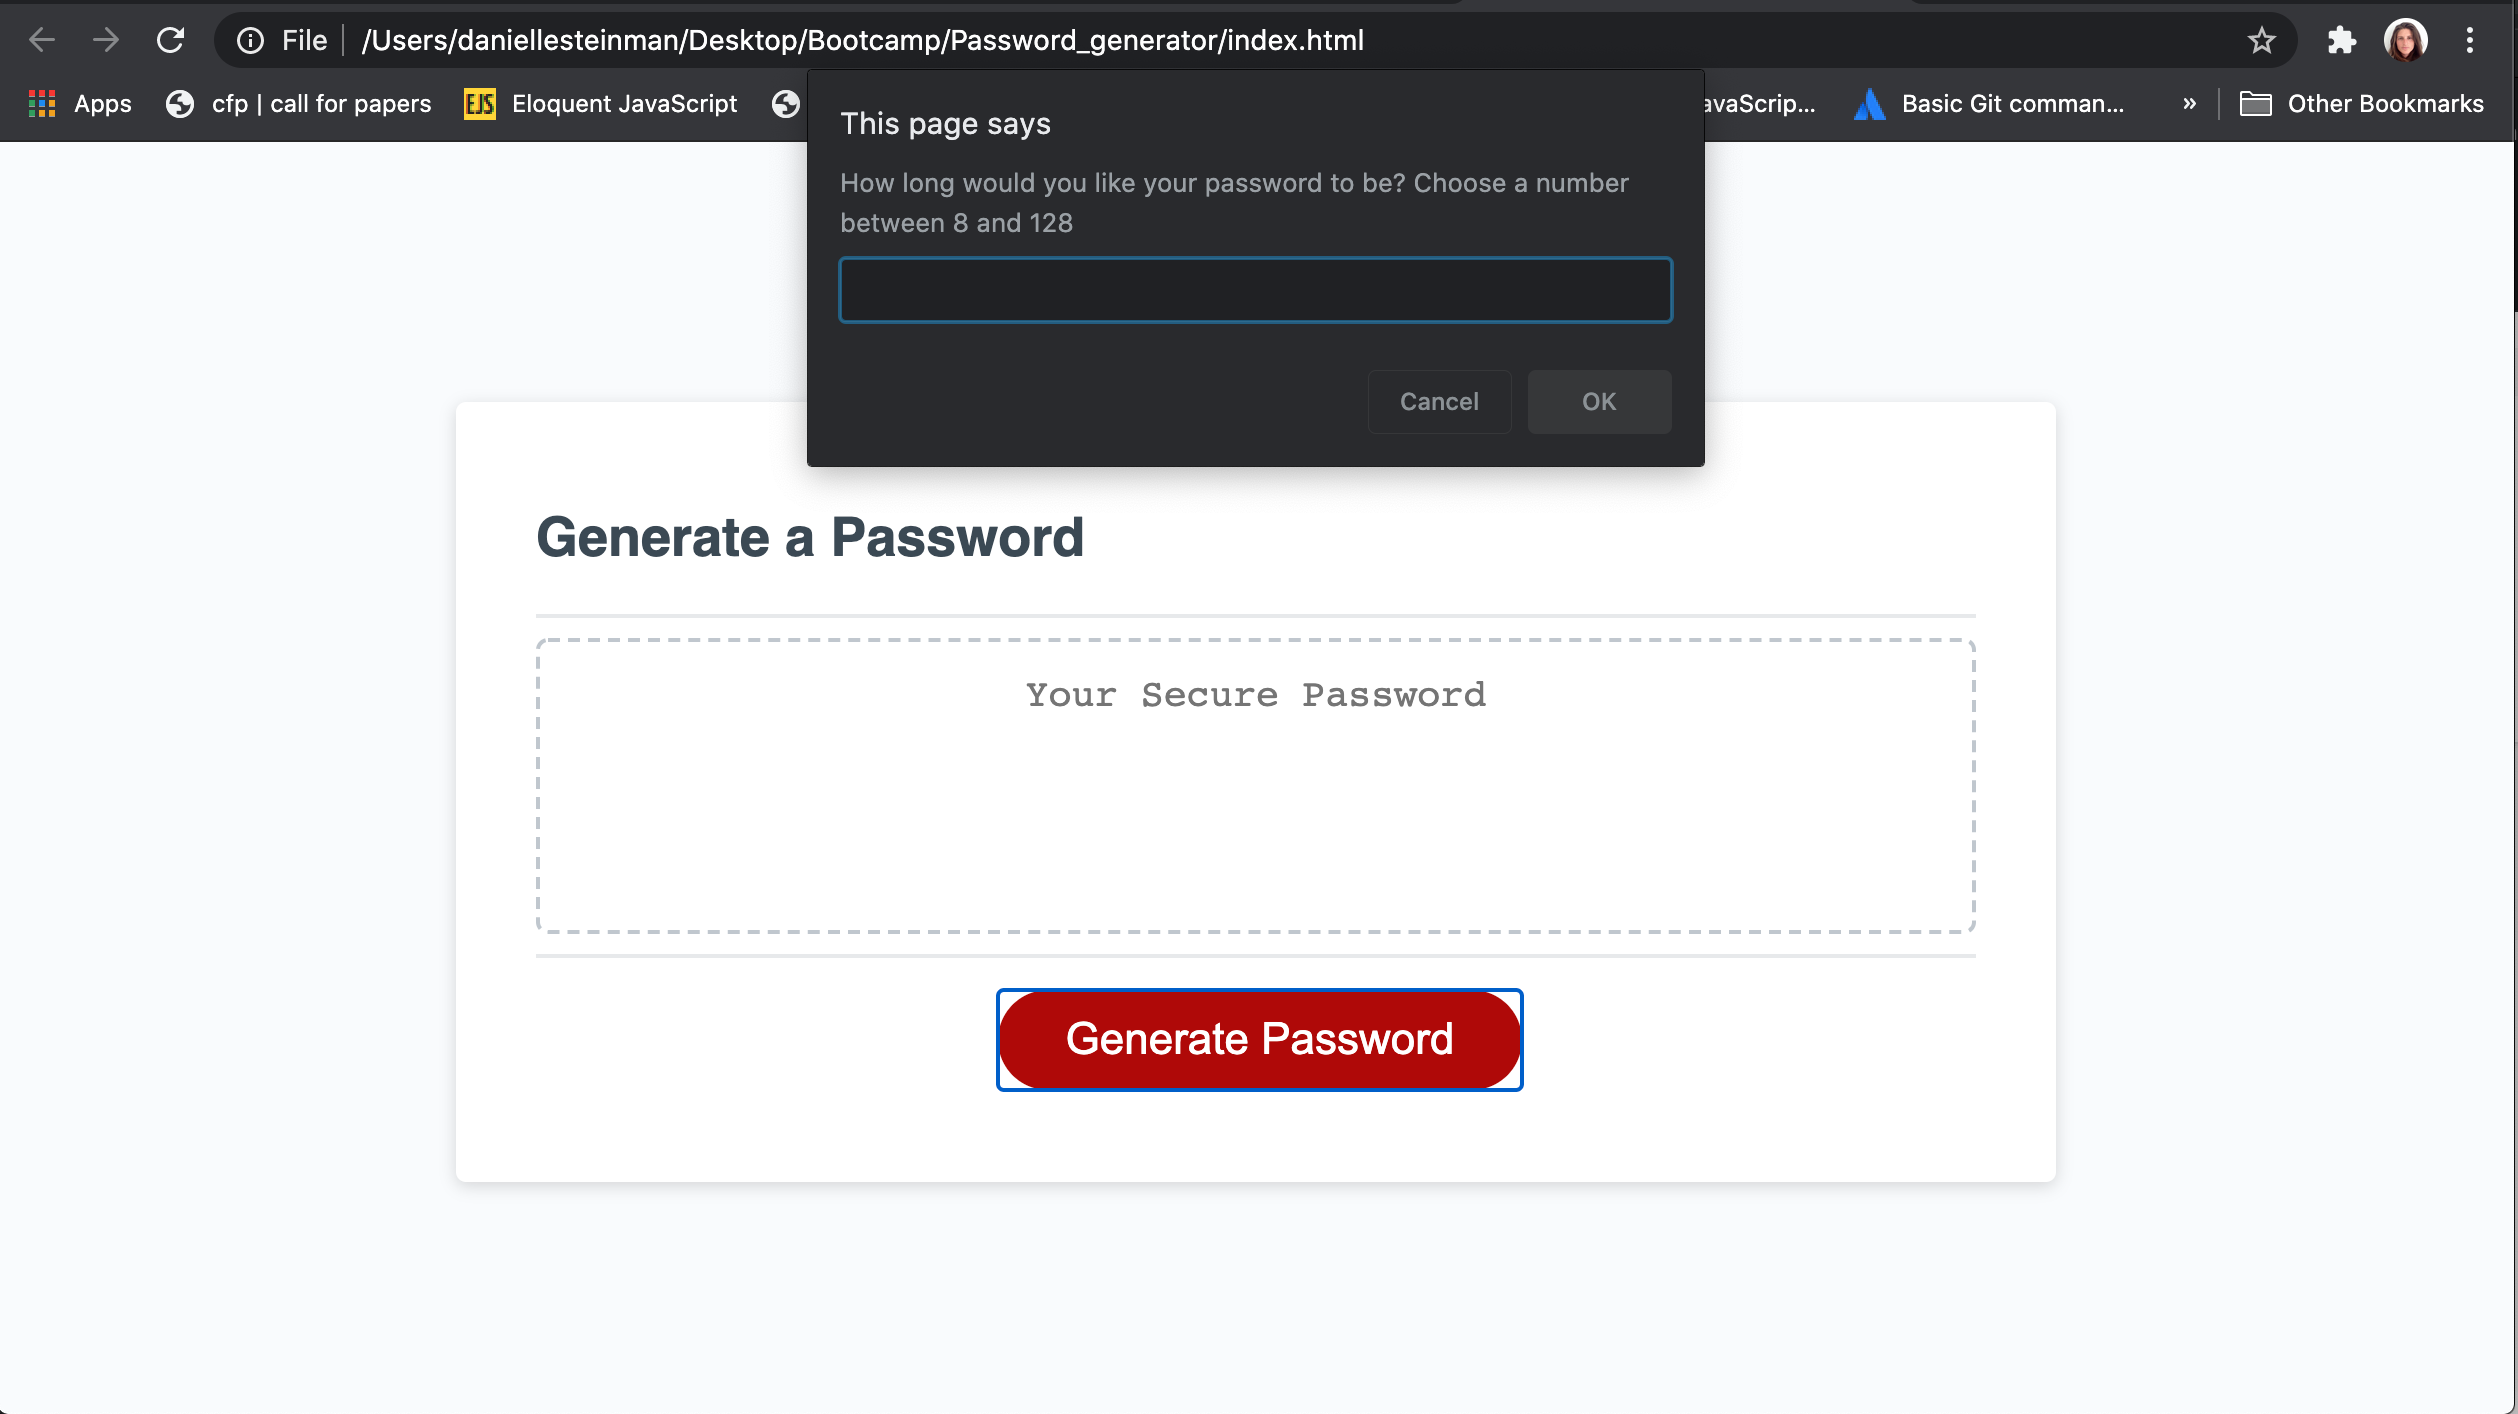 File /Users/daniellesteinman/Desktop/Bootcamp/Password_generator/index.html
Apps cfp | call for papers EJS Eloquent JavaScript avaScrip... Basic Git comman... » Other Bookmarks
This page says
How long would you like your password to be? Choose a number
between 8 and 128
Cancel OK
Generate a Password
Your Secure Password
Generate Password